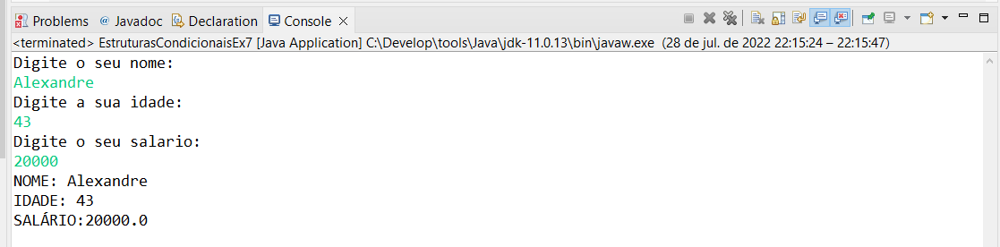 Problems Javadoc Declaration Console
<terminated> EstruturasCondicionaisEx7 [Java Application] C:\Develop\tools\Java\jdk-11.0.13\bin\javaw.exe (28 de jul. de 2022 22:15:24 – 22:15:47)
Digite o seu nome:
Alexandre
Digite a sua idade:
43
Digite o seu salario:
20000
NOME: Alexandre
IDADE: 43
SALÁRIO:20000.0